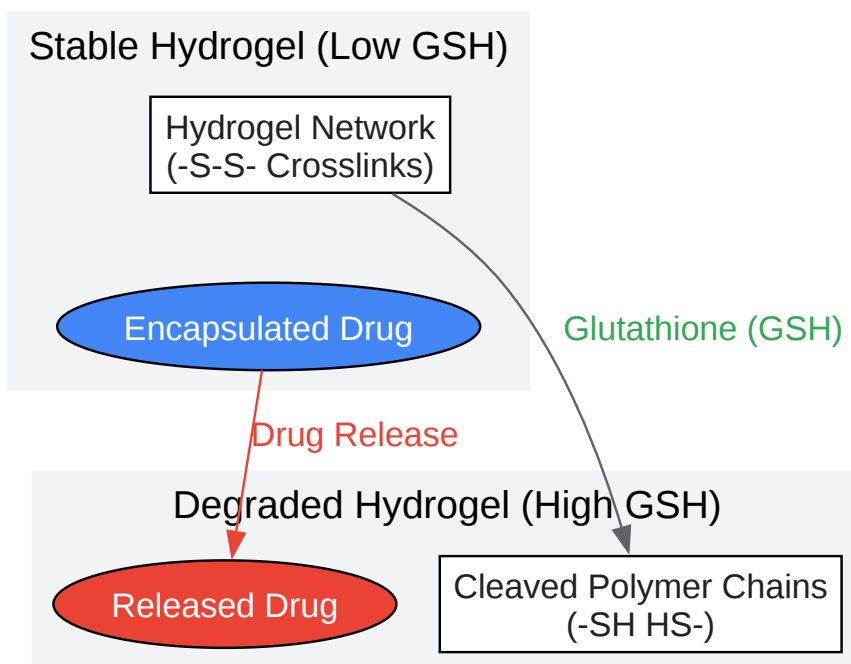 Stable Hydrogel (Low GSH)
Hydrogel Network
(-S-S- Crosslinks)
Encapsulated Drug
Glutathione (GSH)
Drug Release
Degraded Hydrogel (High GSH)
Released Drug
Cleaved Polymer Chains
(-SH HS-)